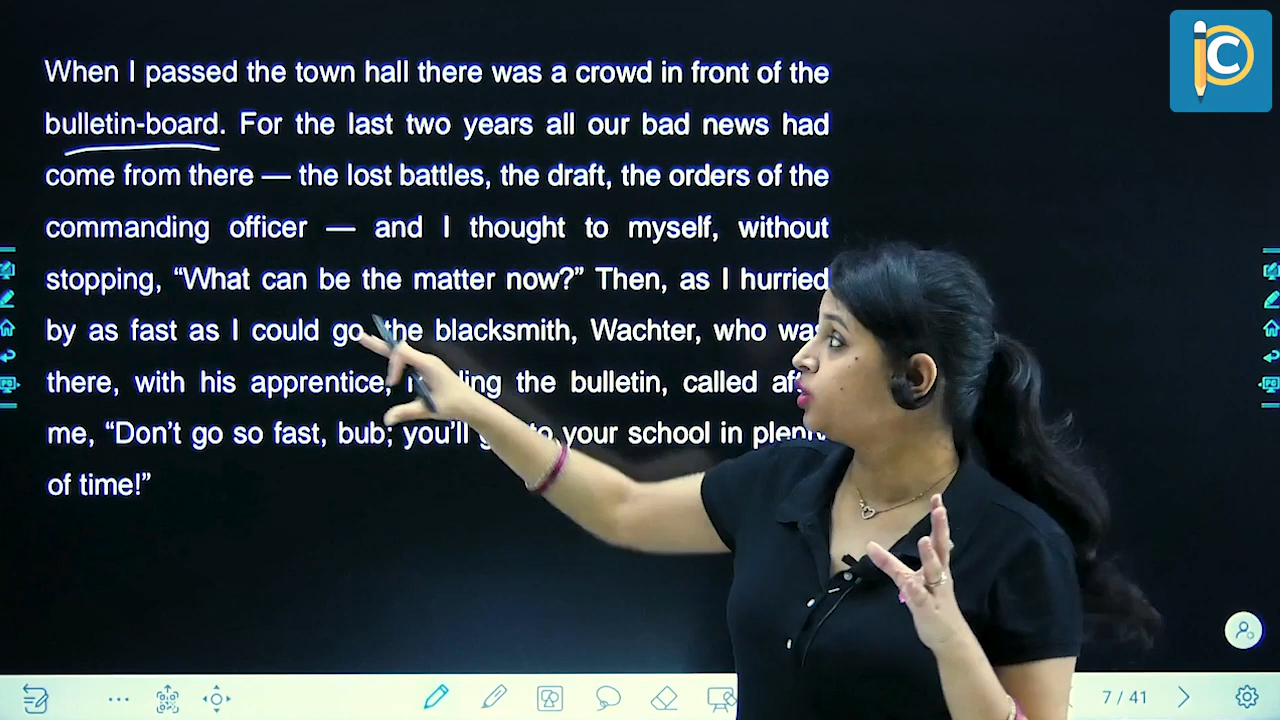 When I passed the town hall there was a crowd in front of the
bulletin-board. For the last two years all our bad news had
come from there — the lost battles, the draft, the orders of the
commanding officer — and I thought to myself, without
stopping, “What can be the matter now?” Then, as I hurried
by as fast as I could go, the blacksmith, Wachter, who was
there, with his apprentice, the bulletin, called
me, “Don’t go so fast, bub; you’ll to your school in plenty
of time!”
7 / 41